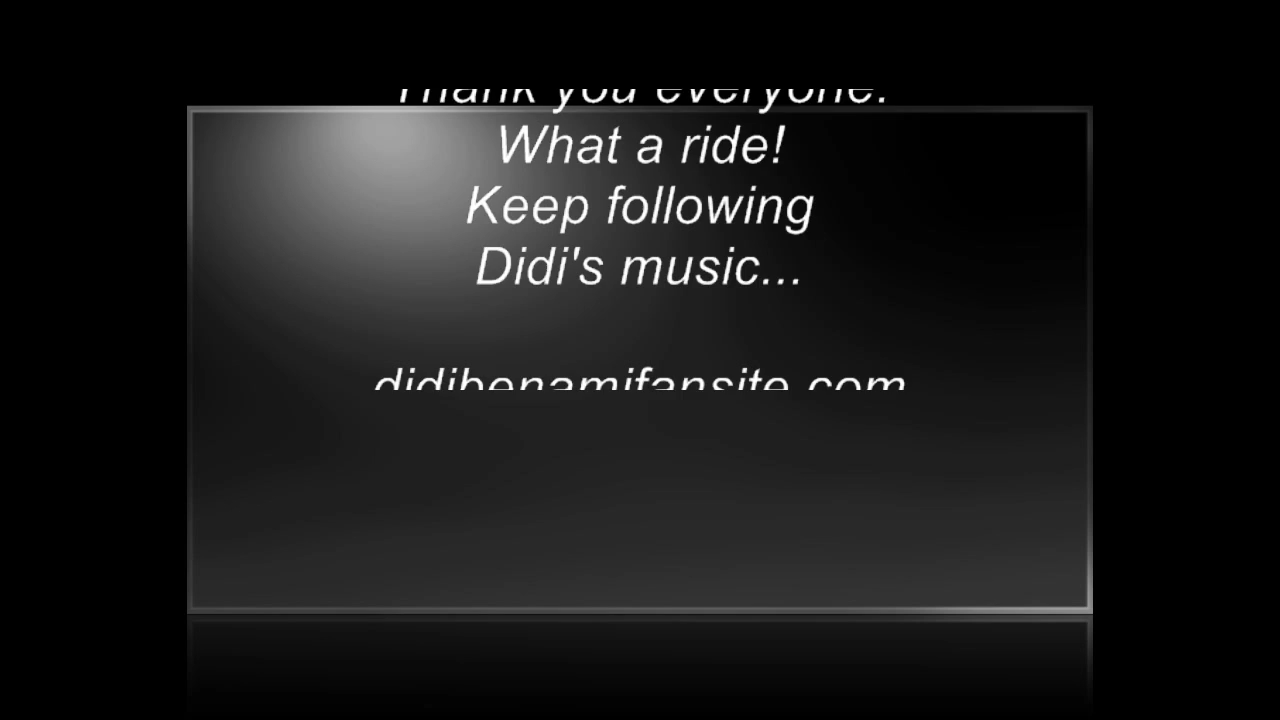 Thank you everyone.
What a ride!
Keep following
Didi's music...
didibenamifansite.com